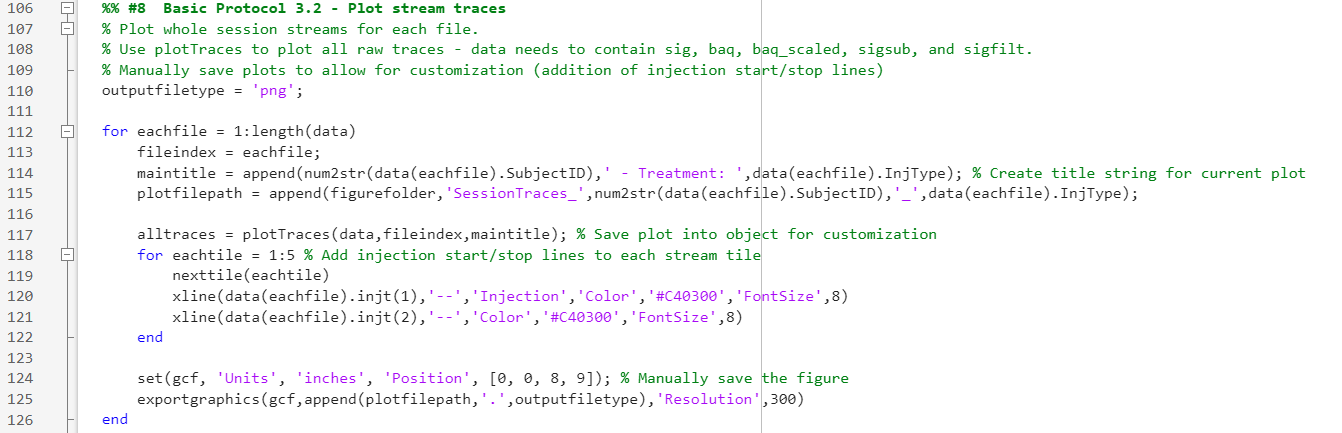 106 %% #8  Basic Protocol 3.2 - Plot stream traces
107 % Plot whole session streams for each file.
108 % Use plotTraces to plot all raw traces - data needs to contain sig, baq, baq_scaled, sigsub, and sigfilt.
109 % Manually save plots to allow for customization (addition of injection start/stop lines)
110 outputfiletype = 'png';
111
112 for eachfile = 1:length(data)
113     fileindex = eachfile;
114     maintitle = append(num2str(data(eachfile).SubjectID),' - Treatment: ',data(eachfile).InjType); % Create title string for current plot
115     plotfilepath = append(figurefolder,'SessionTraces_',num2str(data(eachfile).SubjectID),'_',data(eachfile).InjType);
116
117     alltraces = plotTraces(data,fileindex,maintitle); % Save plot into object for customization
118     for eachtile = 1:5 % Add injection start/stop lines to each stream tile
119         nexttile(eachtile)
120         xline(data(eachfile).injt(1),'--','Injection','Color','#C40300','FontSize',8)
121         xline(data(eachfile).injt(2),'--','Color','#C40300','FontSize',8)
122     end
123
124     set(gcf, 'Units', 'inches', 'Position', [0, 0, 8, 9]); % Manually save the figure
125     exportgraphics(gcf,append(plotfilepath,'.',outputfiletype),'Resolution',300)
126 end